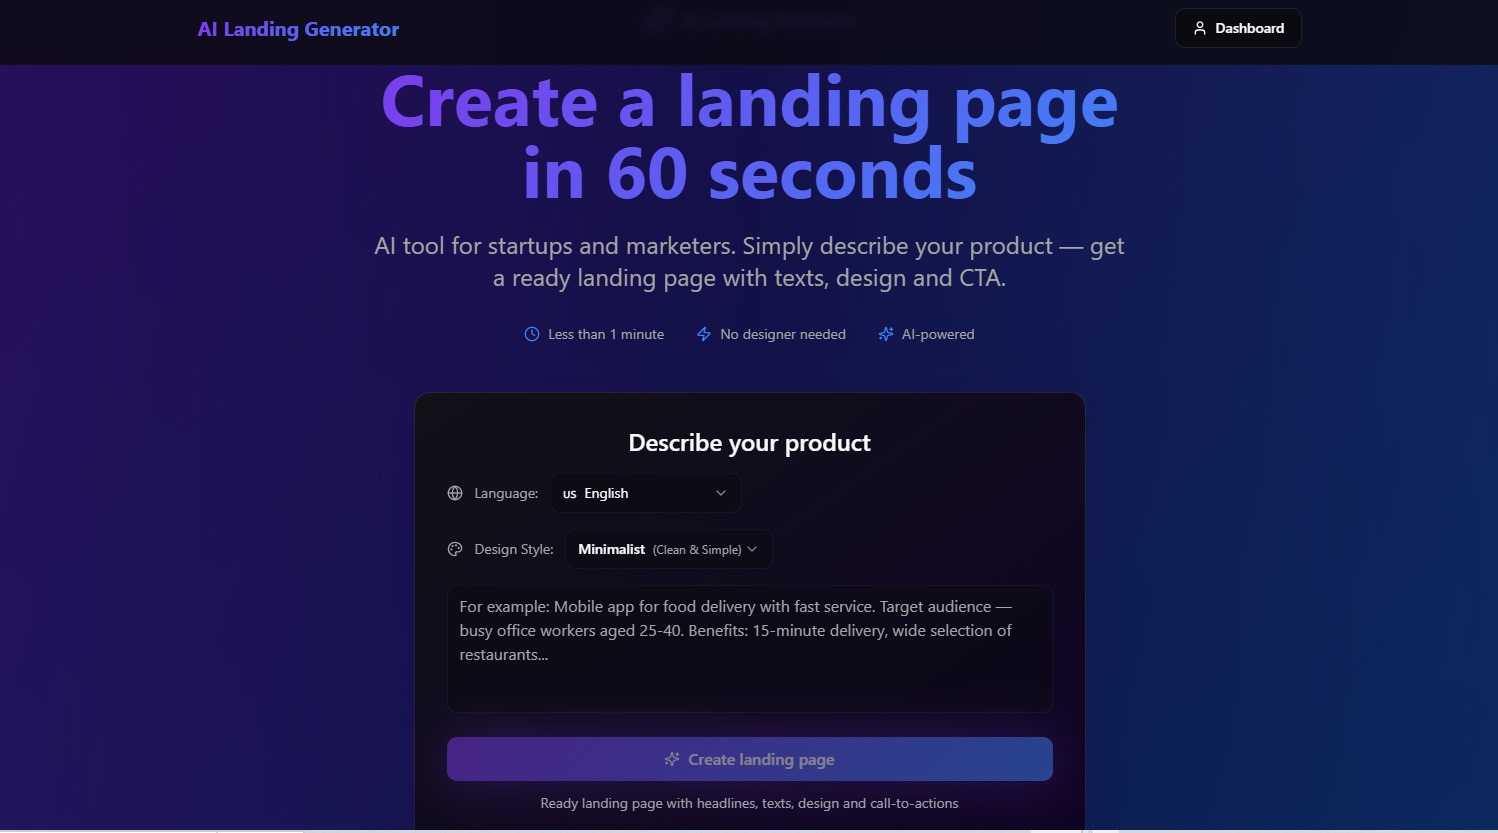 AI Landing Generator
Dashboard
Create a landing page
in 60 seconds
AI tool for startups and marketers. Simply describe your product — get
a ready landing page with texts, design and CTA.
Less than 1 minute
No designer needed
AI-powered
Describe your product
Language:
us English
Design Style:
Minimalist (Clean & Simple)
For example: Mobile app for food delivery with fast service. Target audience —
busy office workers aged 25-40. Benefits: 15-minute delivery, wide selection of
restaurants...
Create landing page
Ready landing page with headlines, texts, design and call-to-actions